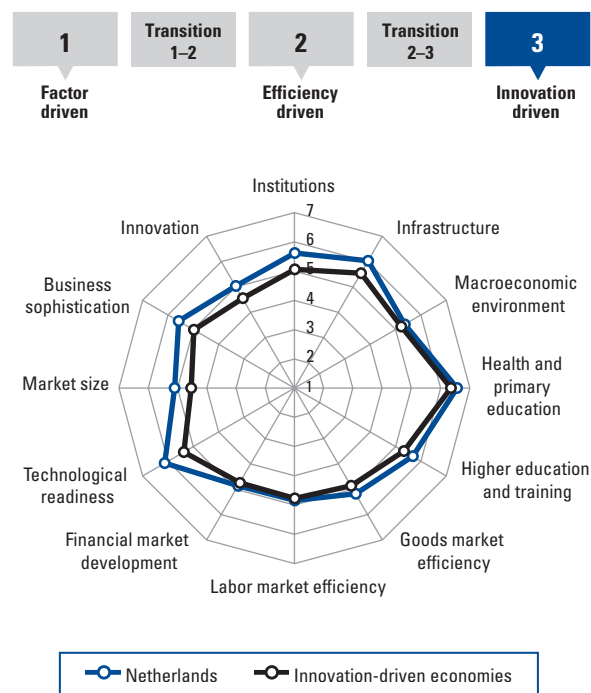 1
Transition
1–2
2
Transition
2–3
3
Factor
driven
Efficiency
driven
Innovation
driven
Institutions
7
Innovation
Infrastructure
6
5
Business
sophistication
Macroeconomic
environment
4
3
2
Market size
1
Health and
primary
education
Technological
readiness
Higher education
and training
Financial market
development
Goods market
efficiency
Labor market efficiency
Netherlands
Innovation-driven economies